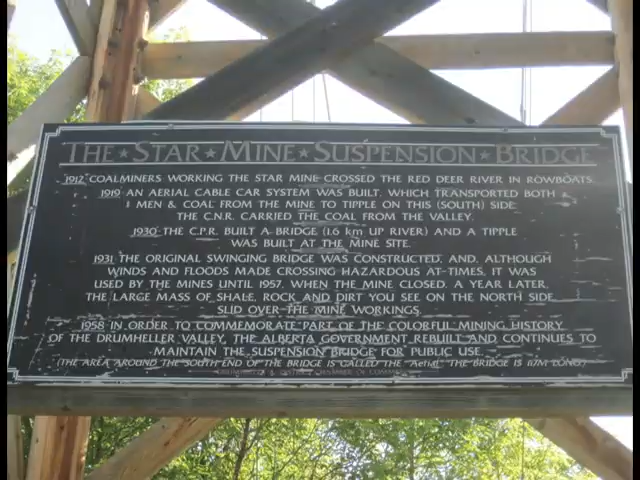 THE ★ STAR ★ MINE ★ SUSPENSION ★ BRIDGE
1912 COALMINERS WORKING THE STAR MINE CROSSED THE RED DEER RIVER IN ROWBOATS.
1919 AN AERIAL CABLE CAR SYSTEM WAS BUILT. WHICH TRANSPORTED BOTH
MEN & COAL FROM THE MINE TO TIPPLE ON THIS (SOUTH) SIDE.
THE C.N.R. CARRIED THE COAL FROM THE VALLEY.
1930 THE C.P.R. BUILT A BRIDGE (1.6 km UP RIVER) AND A TIPPLE
WAS BUILT AT THE MINE SITE.
1931 THE ORIGINAL SWINGING BRIDGE WAS CONSTRUCTED. AND, ALTHOUGH
WINDS AND FLOODS MADE CROSSING HAZARDOUS AT TIMES, IT WAS
USED BY THE MINES UNTIL 1957. WHEN THE MINE CLOSED. A YEAR LATER,
THE LARGE MASS OF SHALE, ROCK AND DIRT YOU SEE ON THE NORTH SIDE
SLID OVER THE MINE WORKINGS.
1958 IN ORDER TO COMMEMORATE PART OF THE COLORFUL MINING HISTORY
OF THE DRUMHELLER VALLEY, THE ALBERTA GOVERNMENT REBUILT AND CONTINUES TO
MAINTAIN THE SUSPENSION BRIDGE FOR PUBLIC USE.
(THE AREA AROUND THE SOUTH END OF THE BRIDGE IS CALLED THE "Aerial" THE BRIDGE IS 117M LONG)
CHAMBER OF COMMERCE